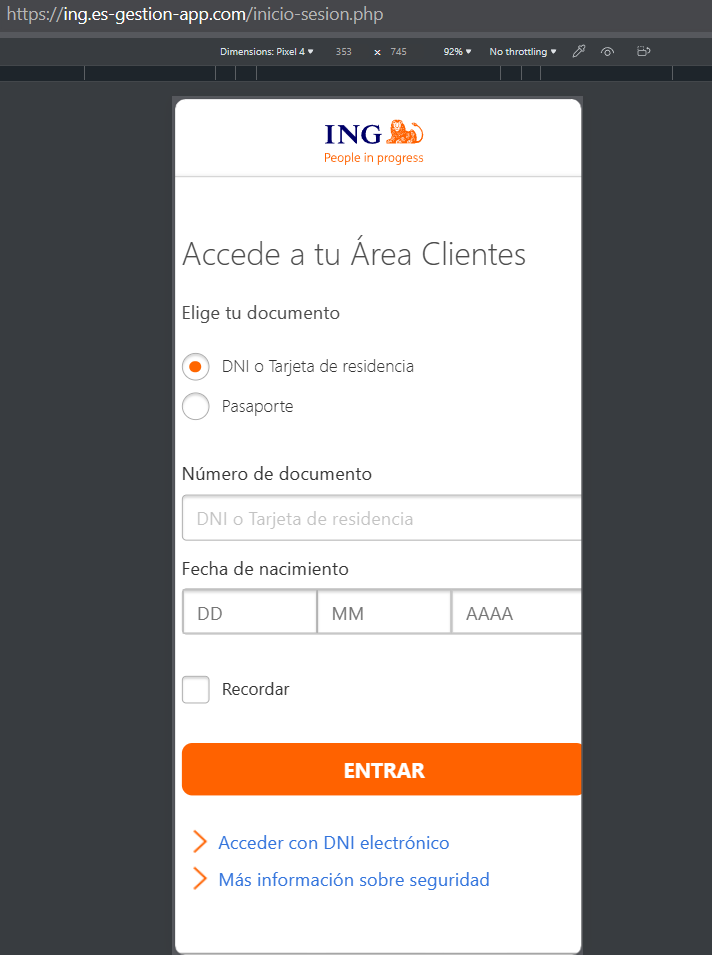 https://ing.es-gestion-app.com/inicio-sesion.php
Dimensions: Pixel 4 ▼ 353 x 745 92% ▼ No throttling ▼
ING
People in progress
Accede a tu Área Clientes
Elige tu documento
DNI o Tarjeta de residencia
Pasaporte
Número de documento
DNI o Tarjeta de residencia
Fecha de nacimiento
DD MM AAAA
Recordar
ENTRAR
Acceder con DNI electrónico
Más información sobre seguridad